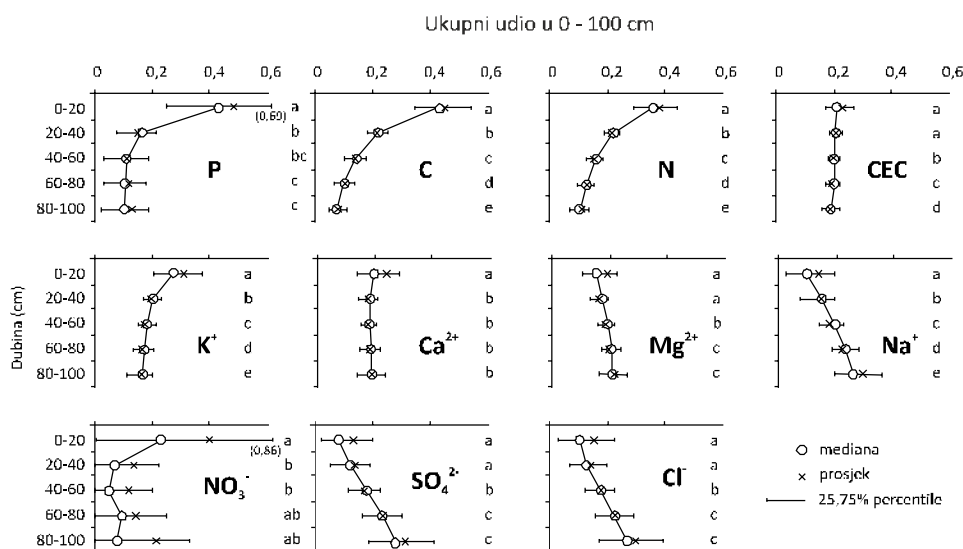 Ukupni udio u 0 - 100 cm
0 0,2 0,4 0,6 0 0,2 0,4 0,6 0 0,2 0,4 0,6 0 0,2 0,4 0,6
0-20 a a a a
(0,69)
20-40 b b b a
40-60 bc c c b
P C N CEC
60-80 c d d c
80-100 c e e d
Dubina (cm)
0-20 a a a a
20-40 b b a b
40-60 c b b c
K⁺ Ca²⁺ Mg²⁺ Na⁺
60-80 d b c d
80-100 e b c e
0-20 a a a
(0,86)
20-40 b a a
40-60 b b b
NO₃⁻ SO₄²⁻ Cl⁻
60-80 ab c c
80-100 ab c c
mediana
prosjek
25,75% percentile